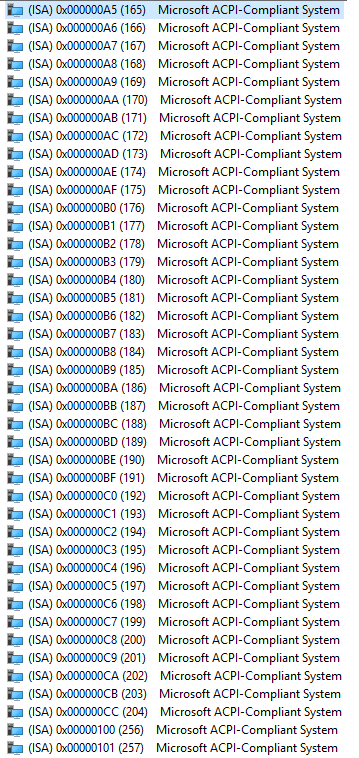 (ISA) 0x000000A5 (165) Microsoft ACPI-Compliant System
(ISA) 0x000000A6 (166) Microsoft ACPI-Compliant System
(ISA) 0x000000A7 (167) Microsoft ACPI-Compliant System
(ISA) 0x000000A8 (168) Microsoft ACPI-Compliant System
(ISA) 0x000000A9 (169) Microsoft ACPI-Compliant System
(ISA) 0x000000AA (170) Microsoft ACPI-Compliant System
(ISA) 0x000000AB (171) Microsoft ACPI-Compliant System
(ISA) 0x000000AC (172) Microsoft ACPI-Compliant System
(ISA) 0x000000AD (173) Microsoft ACPI-Compliant System
(ISA) 0x000000AE (174) Microsoft ACPI-Compliant System
(ISA) 0x000000AF (175) Microsoft ACPI-Compliant System
(ISA) 0x000000B0 (176) Microsoft ACPI-Compliant System
(ISA) 0x000000B1 (177) Microsoft ACPI-Compliant System
(ISA) 0x000000B2 (178) Microsoft ACPI-Compliant System
(ISA) 0x000000B3 (179) Microsoft ACPI-Compliant System
(ISA) 0x000000B4 (180) Microsoft ACPI-Compliant System
(ISA) 0x000000B5 (181) Microsoft ACPI-Compliant System
(ISA) 0x000000B6 (182) Microsoft ACPI-Compliant System
(ISA) 0x000000B7 (183) Microsoft ACPI-Compliant System
(ISA) 0x000000B8 (184) Microsoft ACPI-Compliant System
(ISA) 0x000000B9 (185) Microsoft ACPI-Compliant System
(ISA) 0x000000BA (186) Microsoft ACPI-Compliant System
(ISA) 0x000000BB (187) Microsoft ACPI-Compliant System
(ISA) 0x000000BC (188) Microsoft ACPI-Compliant System
(ISA) 0x000000BD (189) Microsoft ACPI-Compliant System
(ISA) 0x000000BE (190) Microsoft ACPI-Compliant System
(ISA) 0x000000BF (191) Microsoft ACPI-Compliant System
(ISA) 0x000000C0 (192) Microsoft ACPI-Compliant System
(ISA) 0x000000C1 (193) Microsoft ACPI-Compliant System
(ISA) 0x000000C2 (194) Microsoft ACPI-Compliant System
(ISA) 0x000000C3 (195) Microsoft ACPI-Compliant System
(ISA) 0x000000C4 (196) Microsoft ACPI-Compliant System
(ISA) 0x000000C5 (197) Microsoft ACPI-Compliant System
(ISA) 0x000000C6 (198) Microsoft ACPI-Compliant System
(ISA) 0x000000C7 (199) Microsoft ACPI-Compliant System
(ISA) 0x000000C8 (200) Microsoft ACPI-Compliant System
(ISA) 0x000000C9 (201) Microsoft ACPI-Compliant System
(ISA) 0x000000CA (202) Microsoft ACPI-Compliant System
(ISA) 0x000000CB (203) Microsoft ACPI-Compliant System
(ISA) 0x000000CC (204) Microsoft ACPI-Compliant System
(ISA) 0x00000100 (256) Microsoft ACPI-Compliant System
(ISA) 0x00000101 (257) Microsoft ACPI-Compliant System